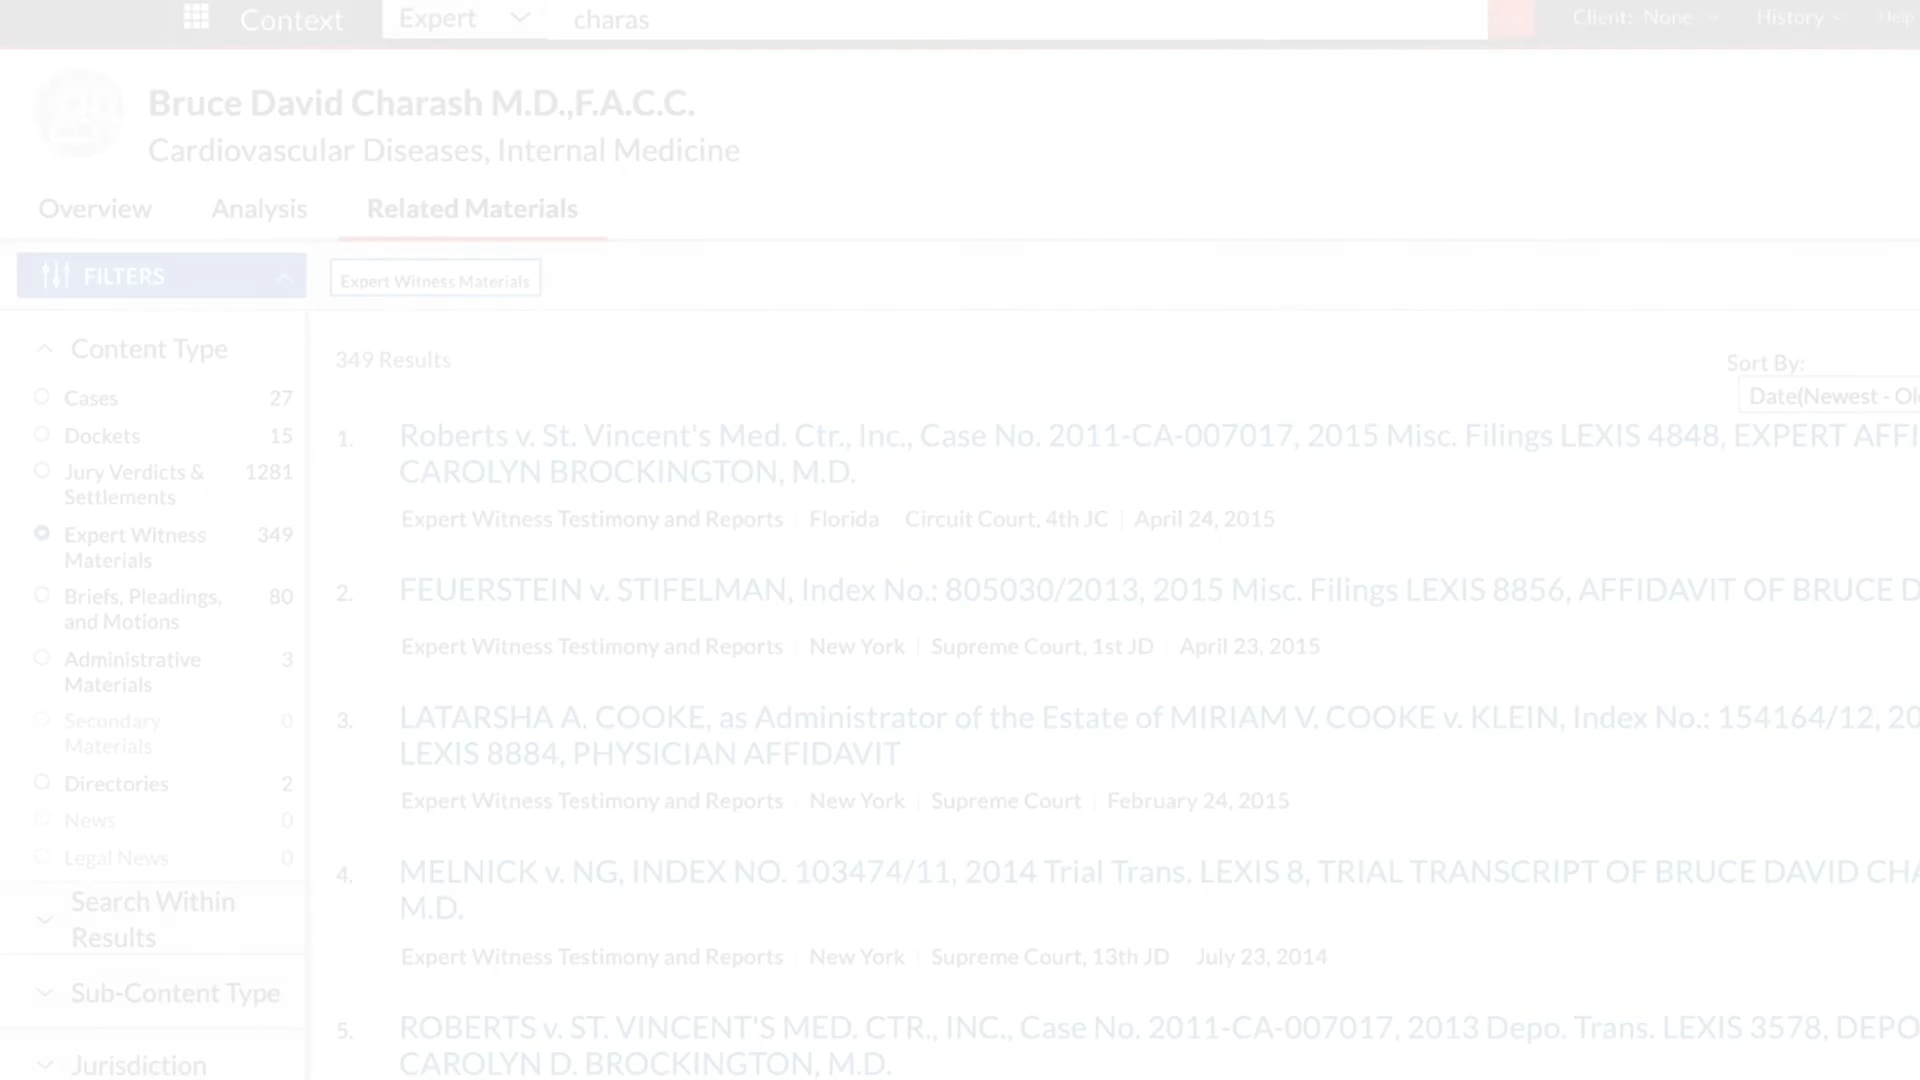 Context Expert charas Client: None History Help
Bruce David Charash M.D.,F.A.C.C.
Cardiovascular Diseases, Internal Medicine
Overview Analysis Related Materials
FILTERS Expert Witness Materials
Content Type
Cases 27
Dockets 15
Jury Verdicts & Settlements 1281
Expert Witness Materials 349
Briefs, Pleadings, and Motions 80
Administrative Materials 3
Secondary Materials 0
Directories 2
News 0
Legal News 0
Search Within Results
Sub-Content Type
Jurisdiction
349 Results
Sort By:
Date(Newest - Ol
1. Roberts v. St. Vincent's Med. Ctr., Inc., Case No. 2011-CA-007017, 2015 Misc. Filings LEXIS 4848, EXPERT AFFI
CAROLYN BROCKINGTON, M.D.
Expert Witness Testimony and Reports | Florida | Circuit Court, 4th JC | April 24, 2015
2. FEUERSTEIN v. STIFELMAN, Index No.: 805030/2013, 2015 Misc. Filings LEXIS 8856, AFFIDAVIT OF BRUCE D
Expert Witness Testimony and Reports | New York | Supreme Court, 1st JD | April 23, 2015
3. LATARSHA A. COOKE, as Administrator of the Estate of MIRIAM V. COOKE v. KLEIN, Index No.: 154164/12, 20
LEXIS 8884, PHYSICIAN AFFIDAVIT
Expert Witness Testimony and Reports | New York | Supreme Court | February 24, 2015
4. MELNICK v. NG, INDEX NO. 103474/11, 2014 Trial Trans. LEXIS 8, TRIAL TRANSCRIPT OF BRUCE DAVID CHA
M.D.
Expert Witness Testimony and Reports | New York | Supreme Court, 13th JD | July 23, 2014
5. ROBERTS v. ST. VINCENT'S MED. CTR., INC., Case No. 2011-CA-007017, 2013 Depo. Trans. LEXIS 3578, DEPO
CAROLYN D. BROCKINGTON, M.D.